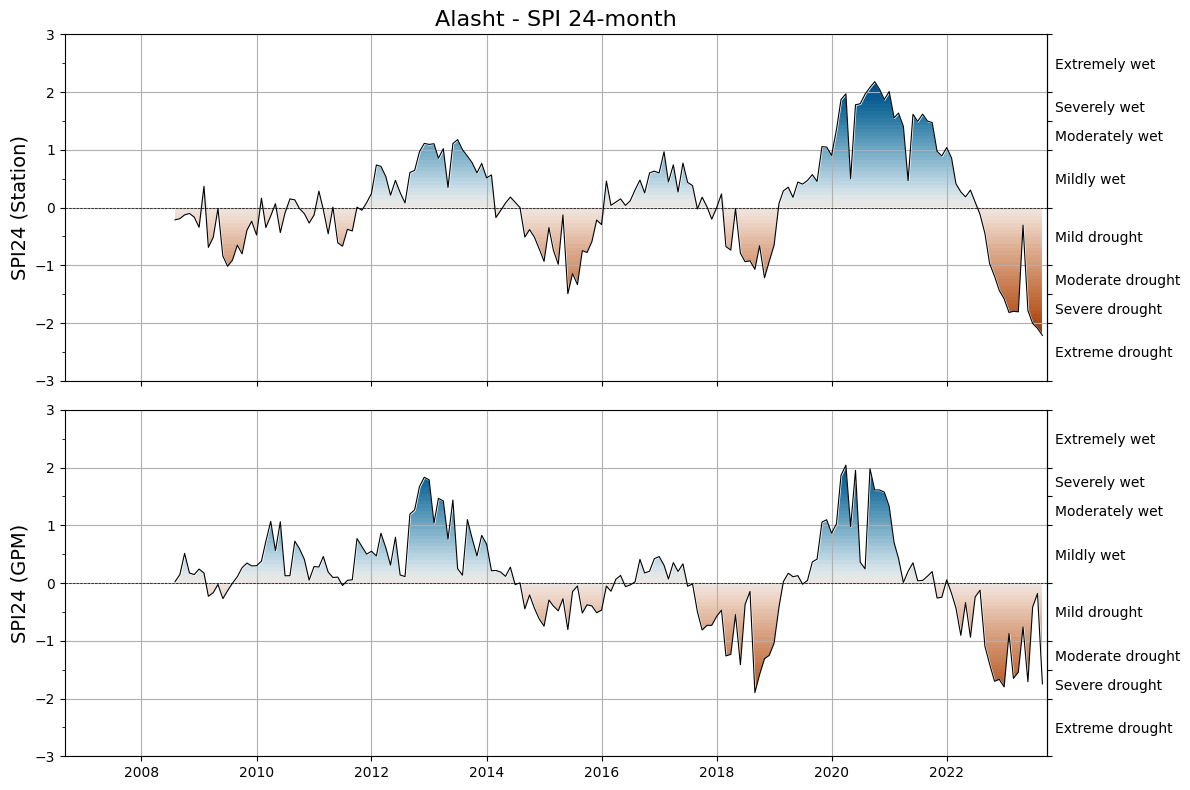 Alasht - SPI 24-month
SPI24 (Station)
3
2
1
0
−1
−2
−3
Extremely wet
Severely wet
Moderately wet
Mildly wet
Mild drought
Moderate drought
Severe drought
Extreme drought
SPI24 (GPM)
3
2
1
0
−1
−2
−3
Extremely wet
Severely wet
Moderately wet
Mildly wet
Mild drought
Moderate drought
Severe drought
Extreme drought
2008 2010 2012 2014 2016 2018 2020 2022